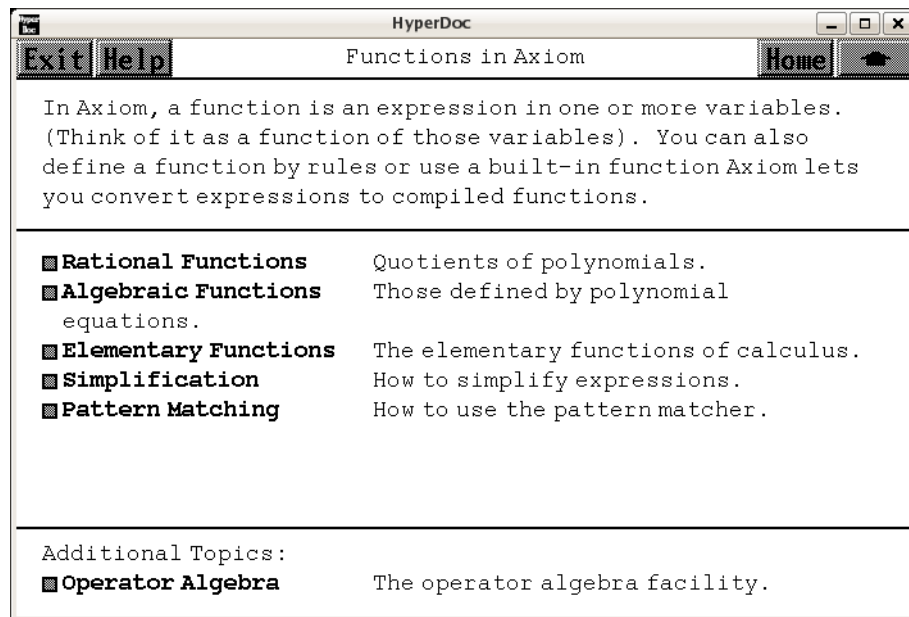 Hyper Doc
HyperDoc
Exit Help Functions in Axiom Home
In Axiom, a function is an expression in one or more variables.
(Think of it as a function of those variables). You can also
define a function by rules or use a built-in function Axiom lets
you convert expressions to compiled functions.
Rational Functions Quotients of polynomials.
Algebraic Functions Those defined by polynomial
equations.
Elementary Functions The elementary functions of calculus.
Simplification How to simplify expressions.
Pattern Matching How to use the pattern matcher.
Additional Topics:
Operator Algebra The operator algebra facility.